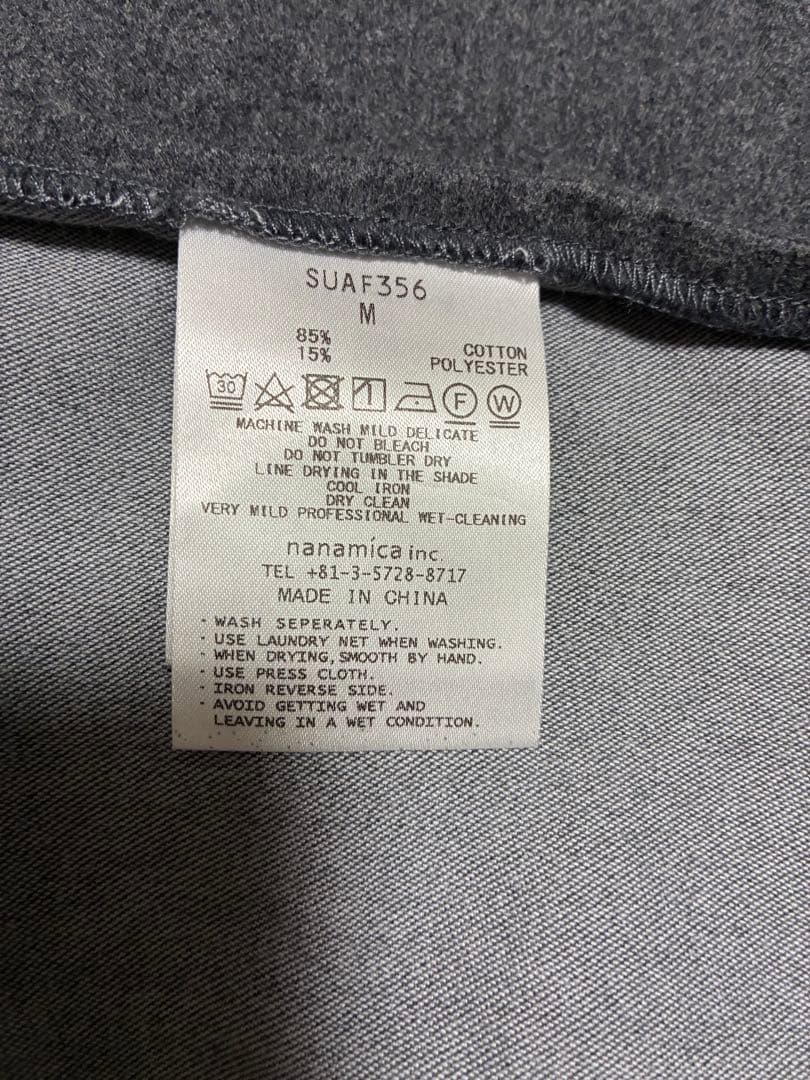 SUAF356
M
85%
15%
COTTON
POLYESTER
30 F W
MACHINE WASH MILD DELICATE
DO NOT BLEACH
DO NOT TUMBLER DRY
LINE DRYING IN THE SHADE
COOL IRON
DRY CLEAN
VERY MILD PROFESSIONAL WET-CLEANING
nanamica inc.
TEL +81-3-5728-8717
MADE IN CHINA
· WASH SEPERATELY.
· USE LAUNDRY NET WHEN WASHING.
· WHEN DRYING, SMOOTH BY HAND.
· USE PRESS CLOTH.
· IRON REVERSE SIDE.
· AVOID GETTING WET AND
LEAVING IN A WET CONDITION.